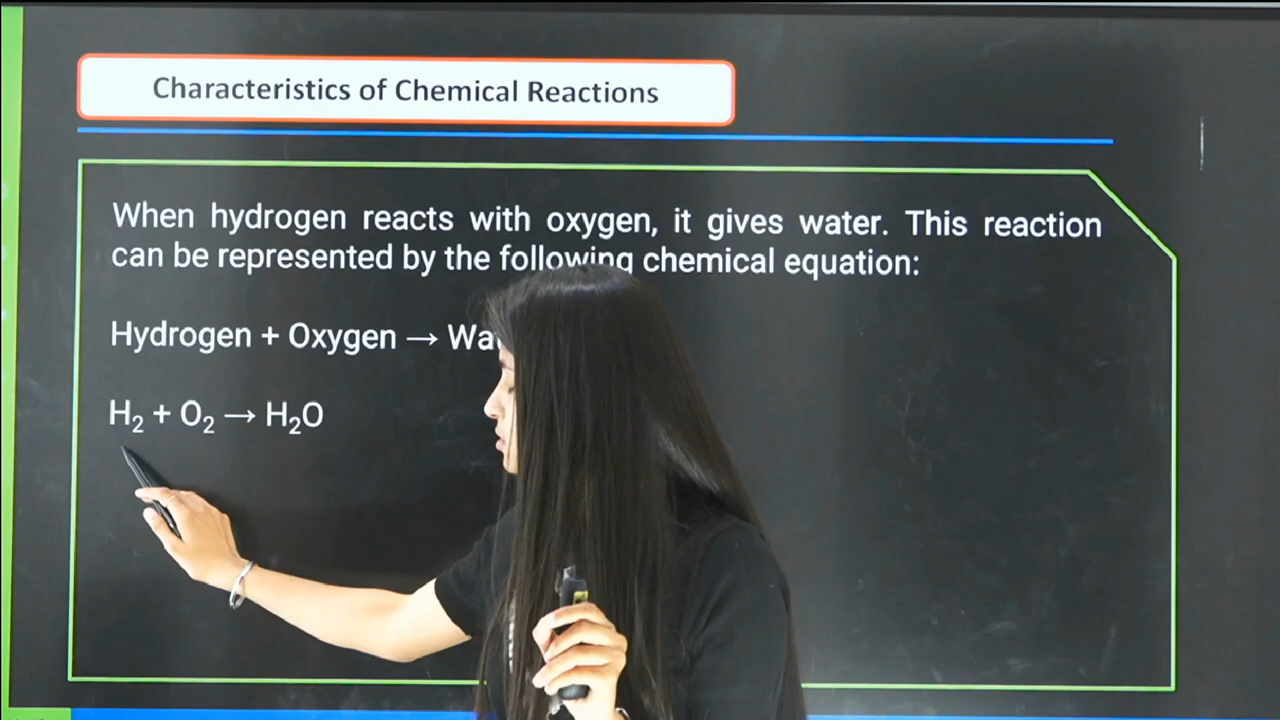 Characteristics of Chemical Reactions
When hydrogen reacts with oxygen, it gives water. This reaction
can be represented by the following chemical equation:
Hydrogen + Oxygen →
H₂ + O₂ → H₂O